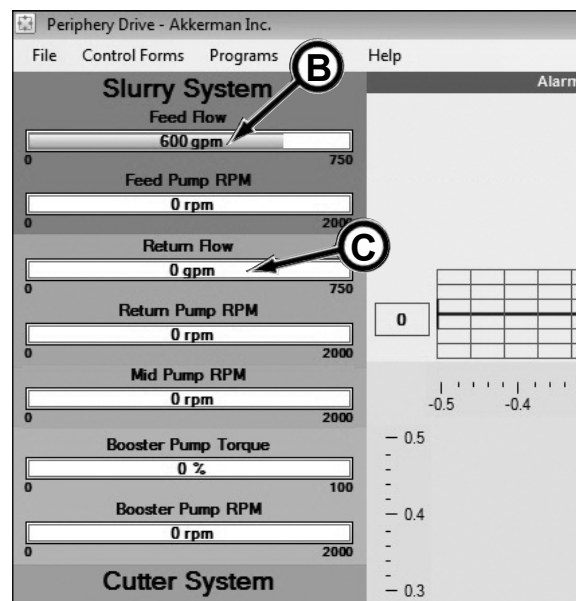 Periphery Drive - Akkerman Inc.
File Control Forms Programs Help
B
Slurry System
Alarm
Feed Flow
600 gpm
0 750
Feed Pump RPM
0 rpm
0 2000
C
Return Flow
0 gpm
0 750
Return Pump RPM
0 rpm
0 2000
0
Mid Pump RPM
0 rpm
0 2000
-0.5 -0.4
Booster Pump Torque
0 %
0 100
Booster Pump RPM
0 rpm
0 2000
0.5
0.4
0.3
Cutter System